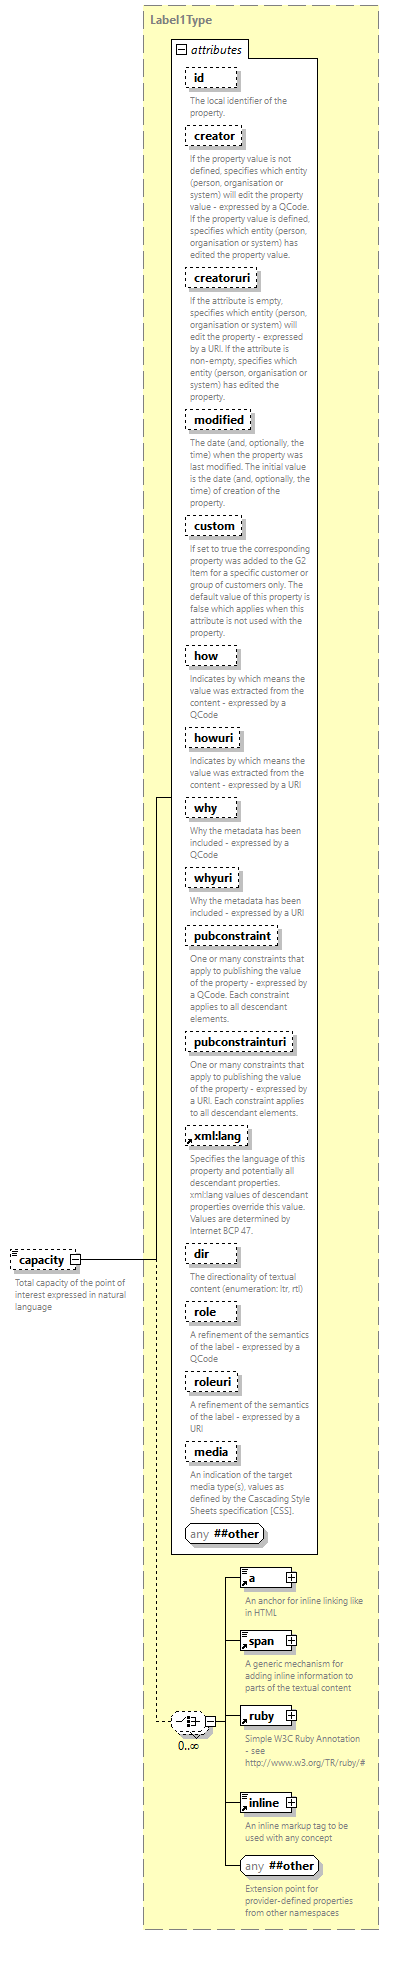 Label1Type
attributes
id
The local identifier of the
property.
creator
If the property value is not
defined, specifies which entity
(person, organisation or
system) will edit the property
value - expressed by a QCode.
If the property value is defined,
specifies which entity (person,
organisation or system) has
edited the property value.
creatoruri
If the attribute is empty,
specifies which entity (person,
organisation or system) will
edit the property - expressed
by a URI. If the attribute is
non-empty, specifies which
entity (person, organisation or
system) has edited the
property.
modified
The date (and, optionally, the
time) when the property was
last modified. The initial value
is the date (and, optionally, the
time) of creation of the
property.
custom
If set to true the corresponding
property was added to the G2
Item for a specific customer or
group of customers only. The
default value of this property is
false which applies when this
attribute is not used with the
property.
how
Indicates by which means the
value was extracted from the
content - expressed by a
QCode
howuri
Indicates by which means the
value was extracted from the
content - expressed by a URI
why
Why the metadata has been
included - expressed by a
QCode
whyuri
Why the metadata has been
included - expressed by a URI
pubconstraint
One or many constraints that
apply to publishing the value
of the property - expressed by
a QCode. Each constraint
applies to all descendant
elements.
pubconstrainturi
One or many constraints that
apply to publishing the value
of the property - expressed by
a URI. Each constraint applies
to all descendant elements.
xml:lang
Specifies the language of this
property and potentially all
descendant properties.
xml:lang values of descendant
properties override this value.
Values are determined by
Internet BCP 47.
dir
The directionality of textual
content (enumeration: ltr, rtl)
role
A refinement of the semantics
of the label - expressed by a
QCode
roleuri
A refinement of the semantics
of the label - expressed by a
URI
media
An indication of the target
media type(s), values as
defined by the Cascading Style
Sheets specification [CSS].
any ##other
capacity
Total capacity of the point of
interest expressed in natural
language
0..∞
a
An anchor for inline linking like
in HTML
span
A generic mechanism for
adding inline information to
parts of the textual content
ruby
Simple W3C Ruby Annotation
- see
http://www.w3.org/TR/ruby/#
inline
An inline markup tag to be
used with any concept
any ##other
Extension point for
provider-defined properties
from other namespaces